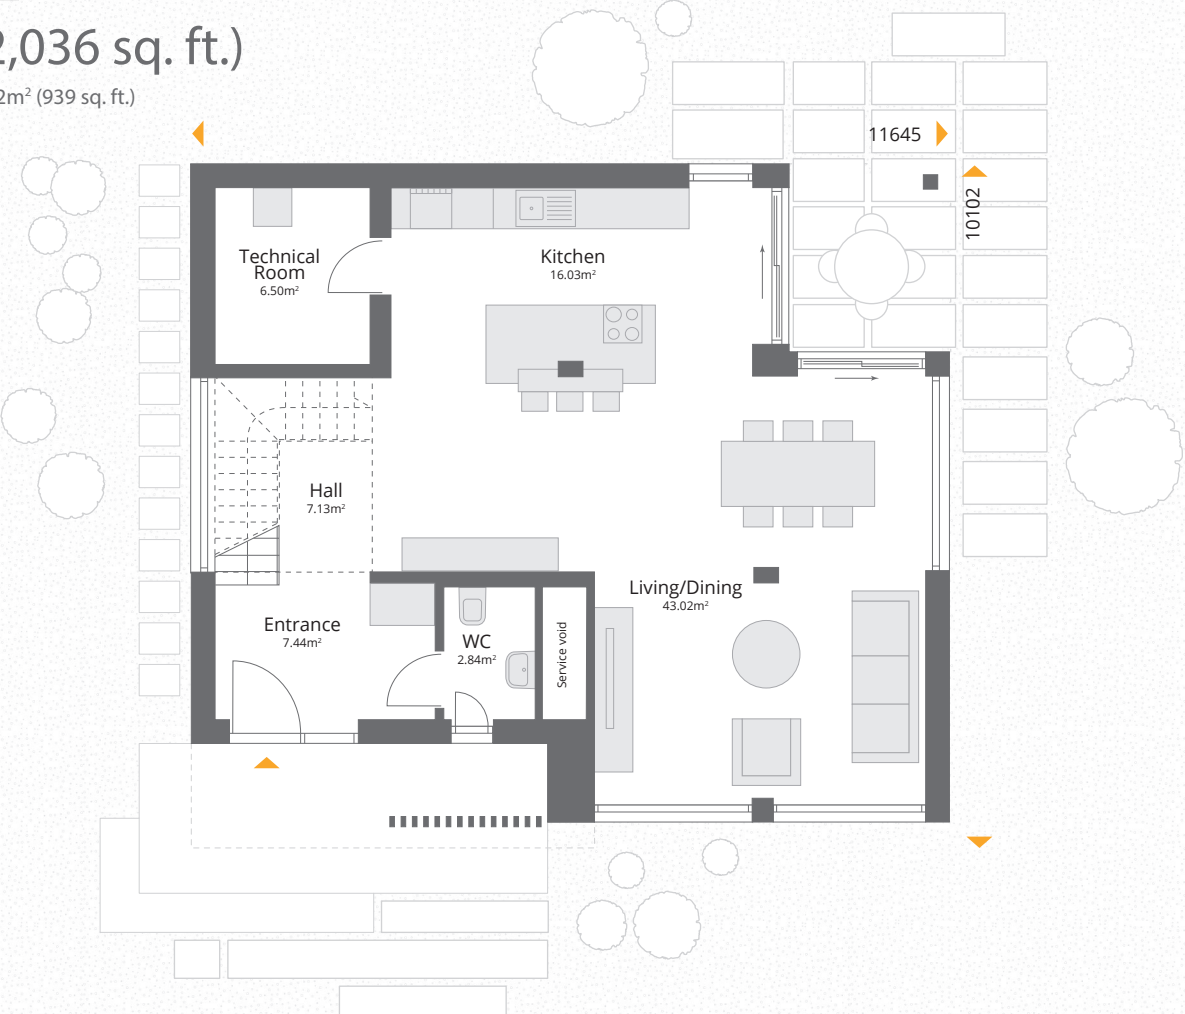 2,036 sq. ft.)
2m² (939 sq. ft.)
11645
10102
Technical
Room
6.50m²
Kitchen
16.03m²
Hall
7.13m²
Living/Dining
43.02m²
Entrance
7.44m²
WC
2.84m²
Service void